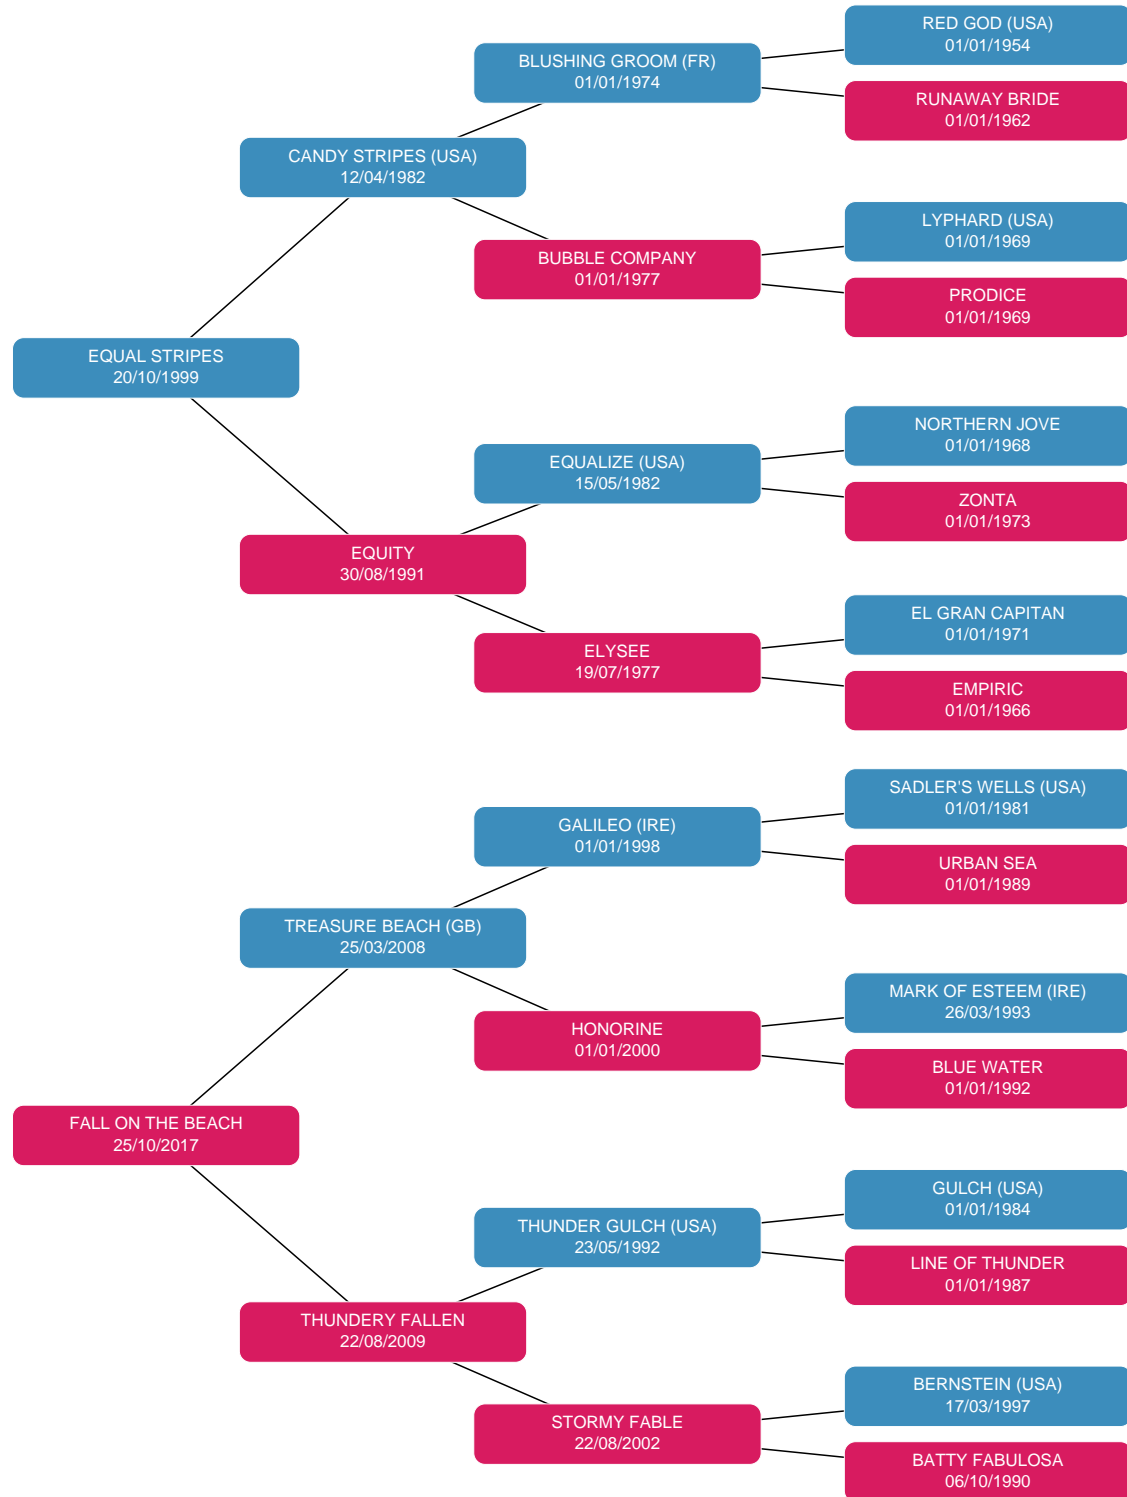 RED GOD (USA)
01/01/1954
BLUSHING GROOM (FR)
01/01/1974
RUNAWAY BRIDE
01/01/1962
CANDY STRIPES (USA)
12/04/1982
LYPHARD (USA)
01/01/1969
BUBBLE COMPANY
01/01/1977
PRODICE
01/01/1969
EQUAL STRIPES
20/10/1999
NORTHERN JOVE
01/01/1968
EQUALIZE (USA)
15/05/1982
ZONTA
01/01/1973
EQUITY
30/08/1991
EL GRAN CAPITAN
01/01/1971
ELYSEE
19/07/1977
EMPIRIC
01/01/1966
SADLER'S WELLS (USA)
01/01/1981
GALILEO (IRE)
01/01/1998
URBAN SEA
01/01/1989
TREASURE BEACH (GB)
25/03/2008
MARK OF ESTEEM (IRE)
26/03/1993
HONORINE
01/01/2000
BLUE WATER
01/01/1992
FALL ON THE BEACH
25/10/2017
GULCH (USA)
01/01/1984
THUNDER GULCH (USA)
23/05/1992
LINE OF THUNDER
01/01/1987
THUNDERY FALLEN
22/08/2009
BERNSTEIN (USA)
17/03/1997
STORMY FABLE
22/08/2002
BATTY FABULOSA
06/10/1990